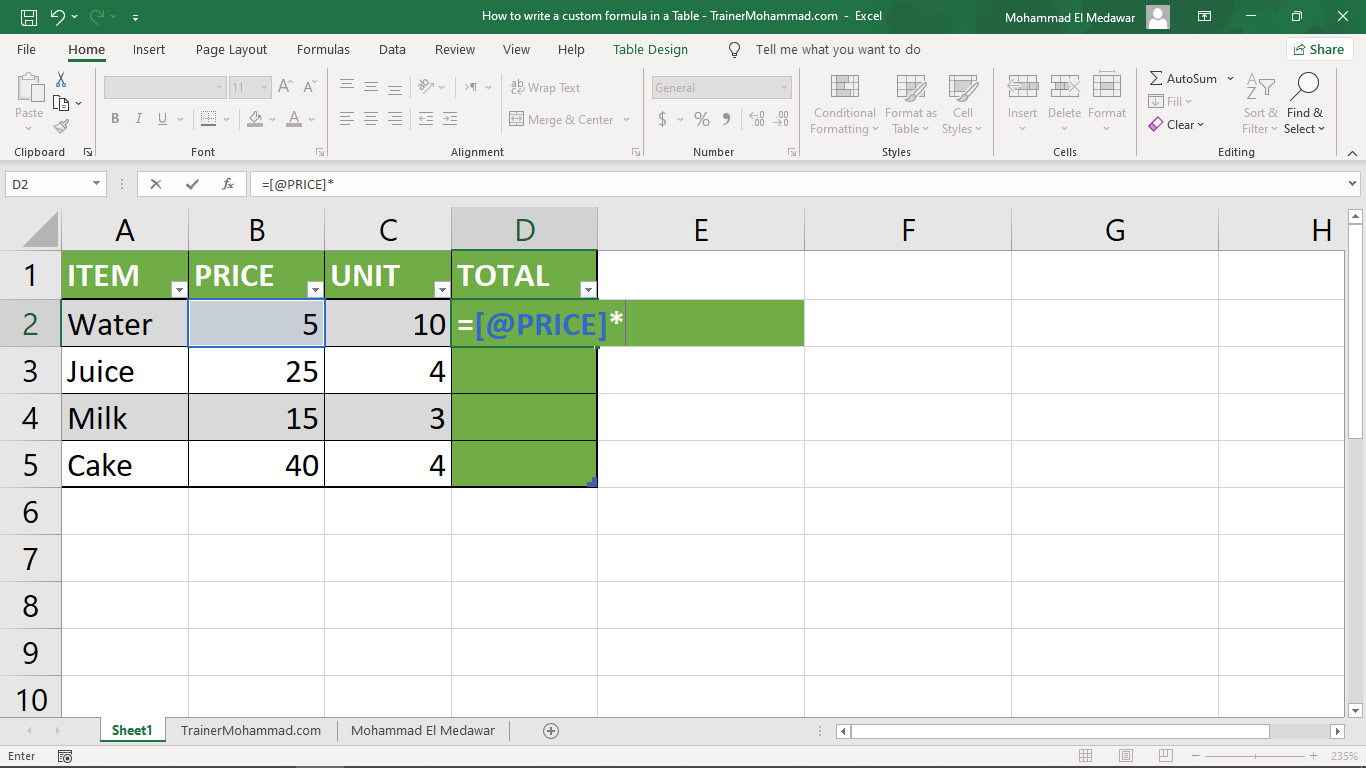 How to write a custom formula in a Table - TrainerMohammad.com - Excel
Mohammad El Medawar
File Home Insert Page Layout Formulas Data Review View Help Table Design Tell me what you want to do Share
Paste
Clipboard
11
A A
B I U A
Font
ab Wrap Text
Merge & Center
Alignment
General
$ % 9
Number
Conditional Formatting
Format as Table
Cell Styles
Styles
Insert Delete Format
Cells
AutoSum
Fill
Clear
Sort & Filter
Find & Select
Editing
D2 fx =[@PRICE]*
A B C D E F G H
1 ITEM PRICE UNIT TOTAL
2 Water 5 10 =[@PRICE]*
3 Juice 25 4
4 Milk 15 3
5 Cake 40 4
6
7
8
9
10
Sheet1 TrainerMohammad.com Mohammad El Medawar
Enter 235%